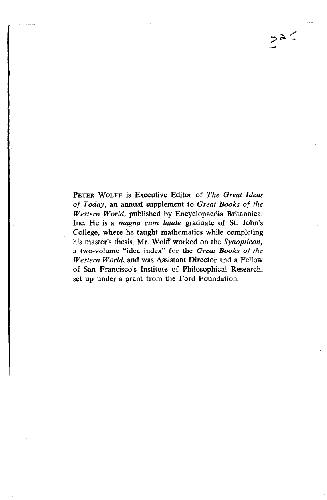 PETER WOLFF is Executive Editor of The Great Ideas
of Today, an annual supplement to Great Books of the
Western World, published by Encyclopaedia Britannica,
Inc. He is a magna cum laude graduate of St. John's
College, where he taught mathematics while completing
his master's thesis. Mr. Wolff worked on the Syntopicon,
a two-volume "idea index" for the Great Books of the
Western World, and was Assistant Director and a Fellow
of San Francisco's Institute of Philosophical Research,
set up under a grant from the Ford Foundation.